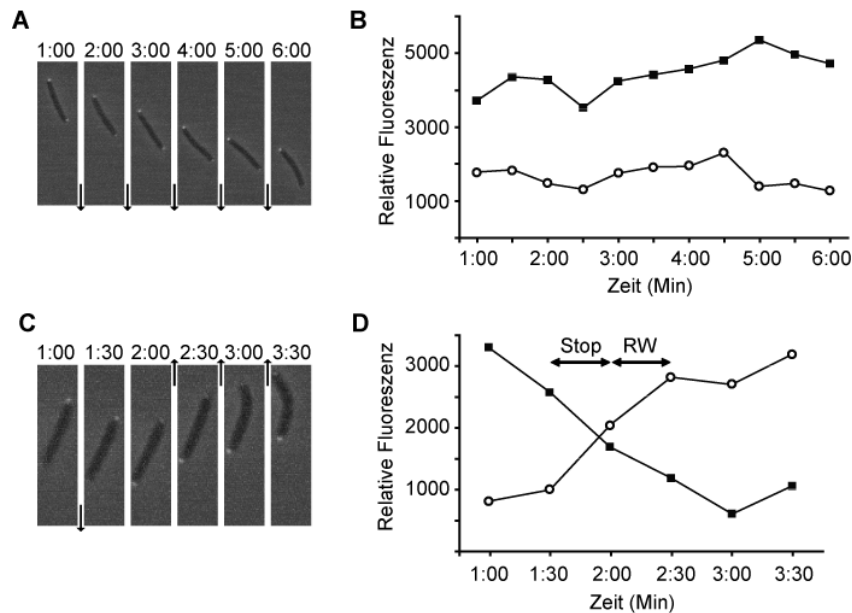 A
1:00 2:00 3:00 4:00 5:00 6:00
B
Relative Fluoreszenz
5000
3000
1000
1:00 2:00 3:00 4:00 5:00 6:00
Zeit (Min)
C
1:00 1:30 2:00 2:30 3:00 3:30
D
Relative Fluoreszenz
3000
2000
1000
Stop RW
1:00 1:30 2:00 2:30 3:00 3:30
Zeit (Min)